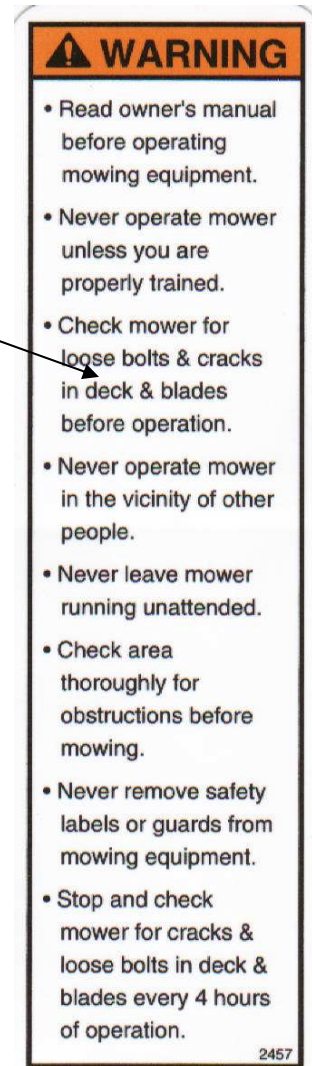 WARNING
• Read owner's manual
before operating
mowing equipment.
• Never operate mower
unless you are
properly trained.
• Check mower for
loose bolts & cracks
in deck & blades
before operation.
• Never operate mower
in the vicinity of other
people.
• Never leave mower
running unattended.
• Check area
thoroughly for
obstructions before
mowing.
• Never remove safety
labels or guards from
mowing equipment.
• Stop and check
mower for cracks &
loose bolts in deck &
blades every 4 hours
of operation.
2457